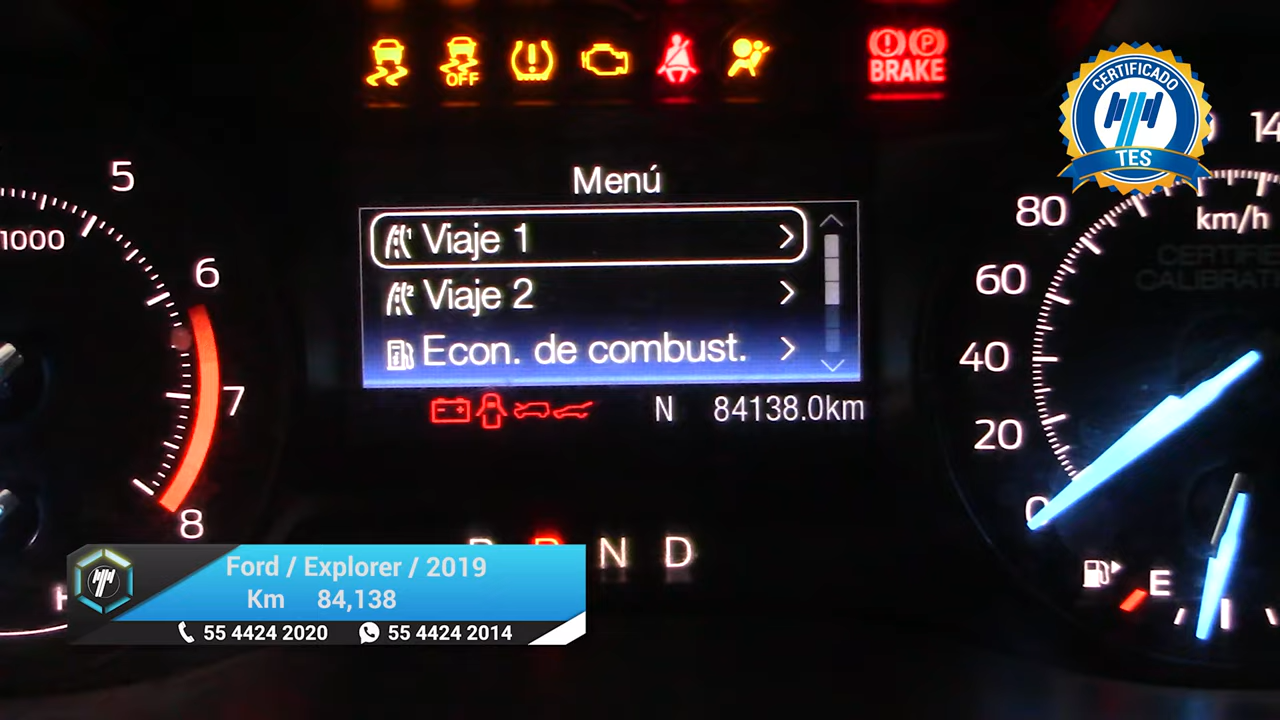 OFF
BRAKE
CERTIFICADO
TES
Menú
Viaje 1
Viaje 2
Econ. de combust.
N 84138.0km
5
1000
6
7
8
80
km/h
60
40
20
0
N D
E
Ford / Explorer / 2019
Km 84,138
55 4424 2020 55 4424 2014